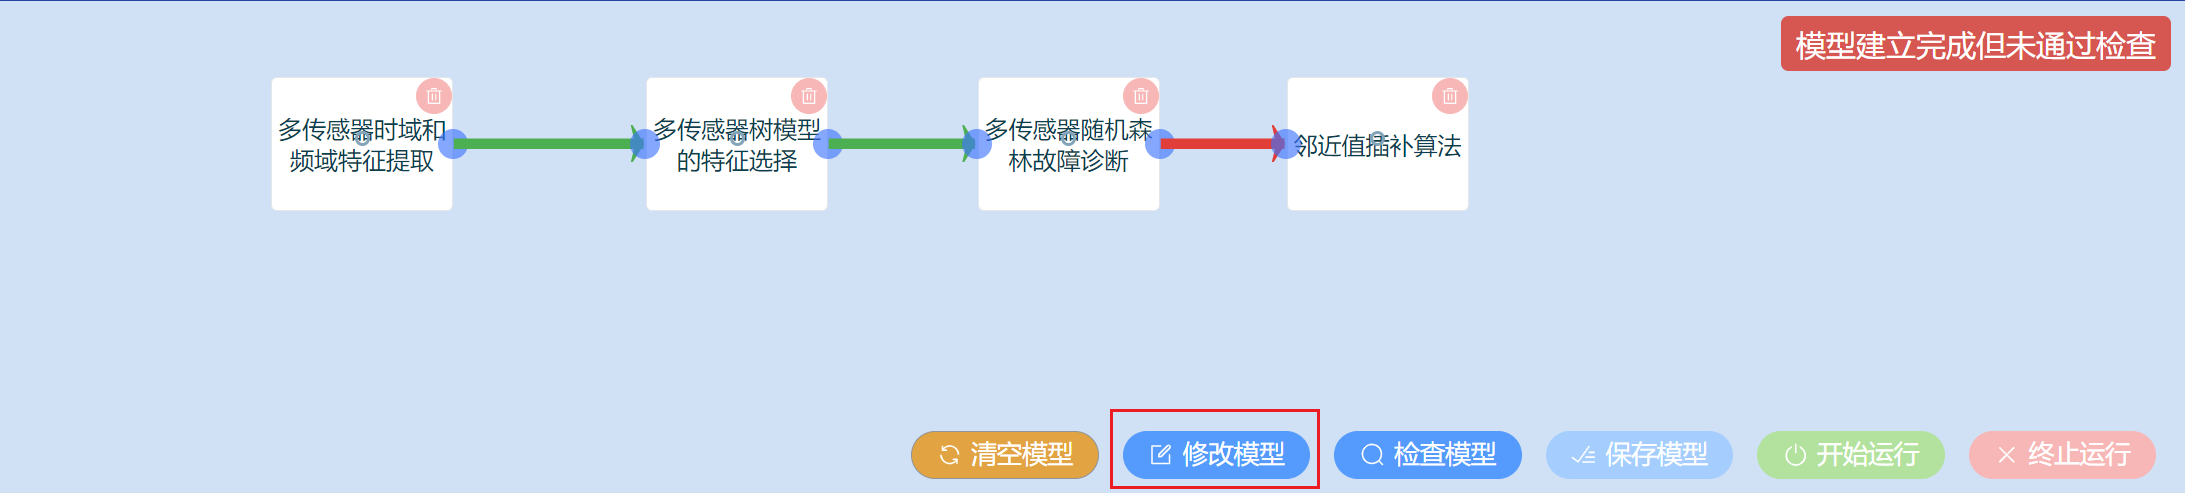 模型建立完成但未通过检查
多传感器时域和
频域特征提取
多传感器树模型
的特征选择
多传感器随机森
林故障诊断
邻近值插补算法
清空模型
修改模型
检查模型
保存模型
开始运行
终止运行